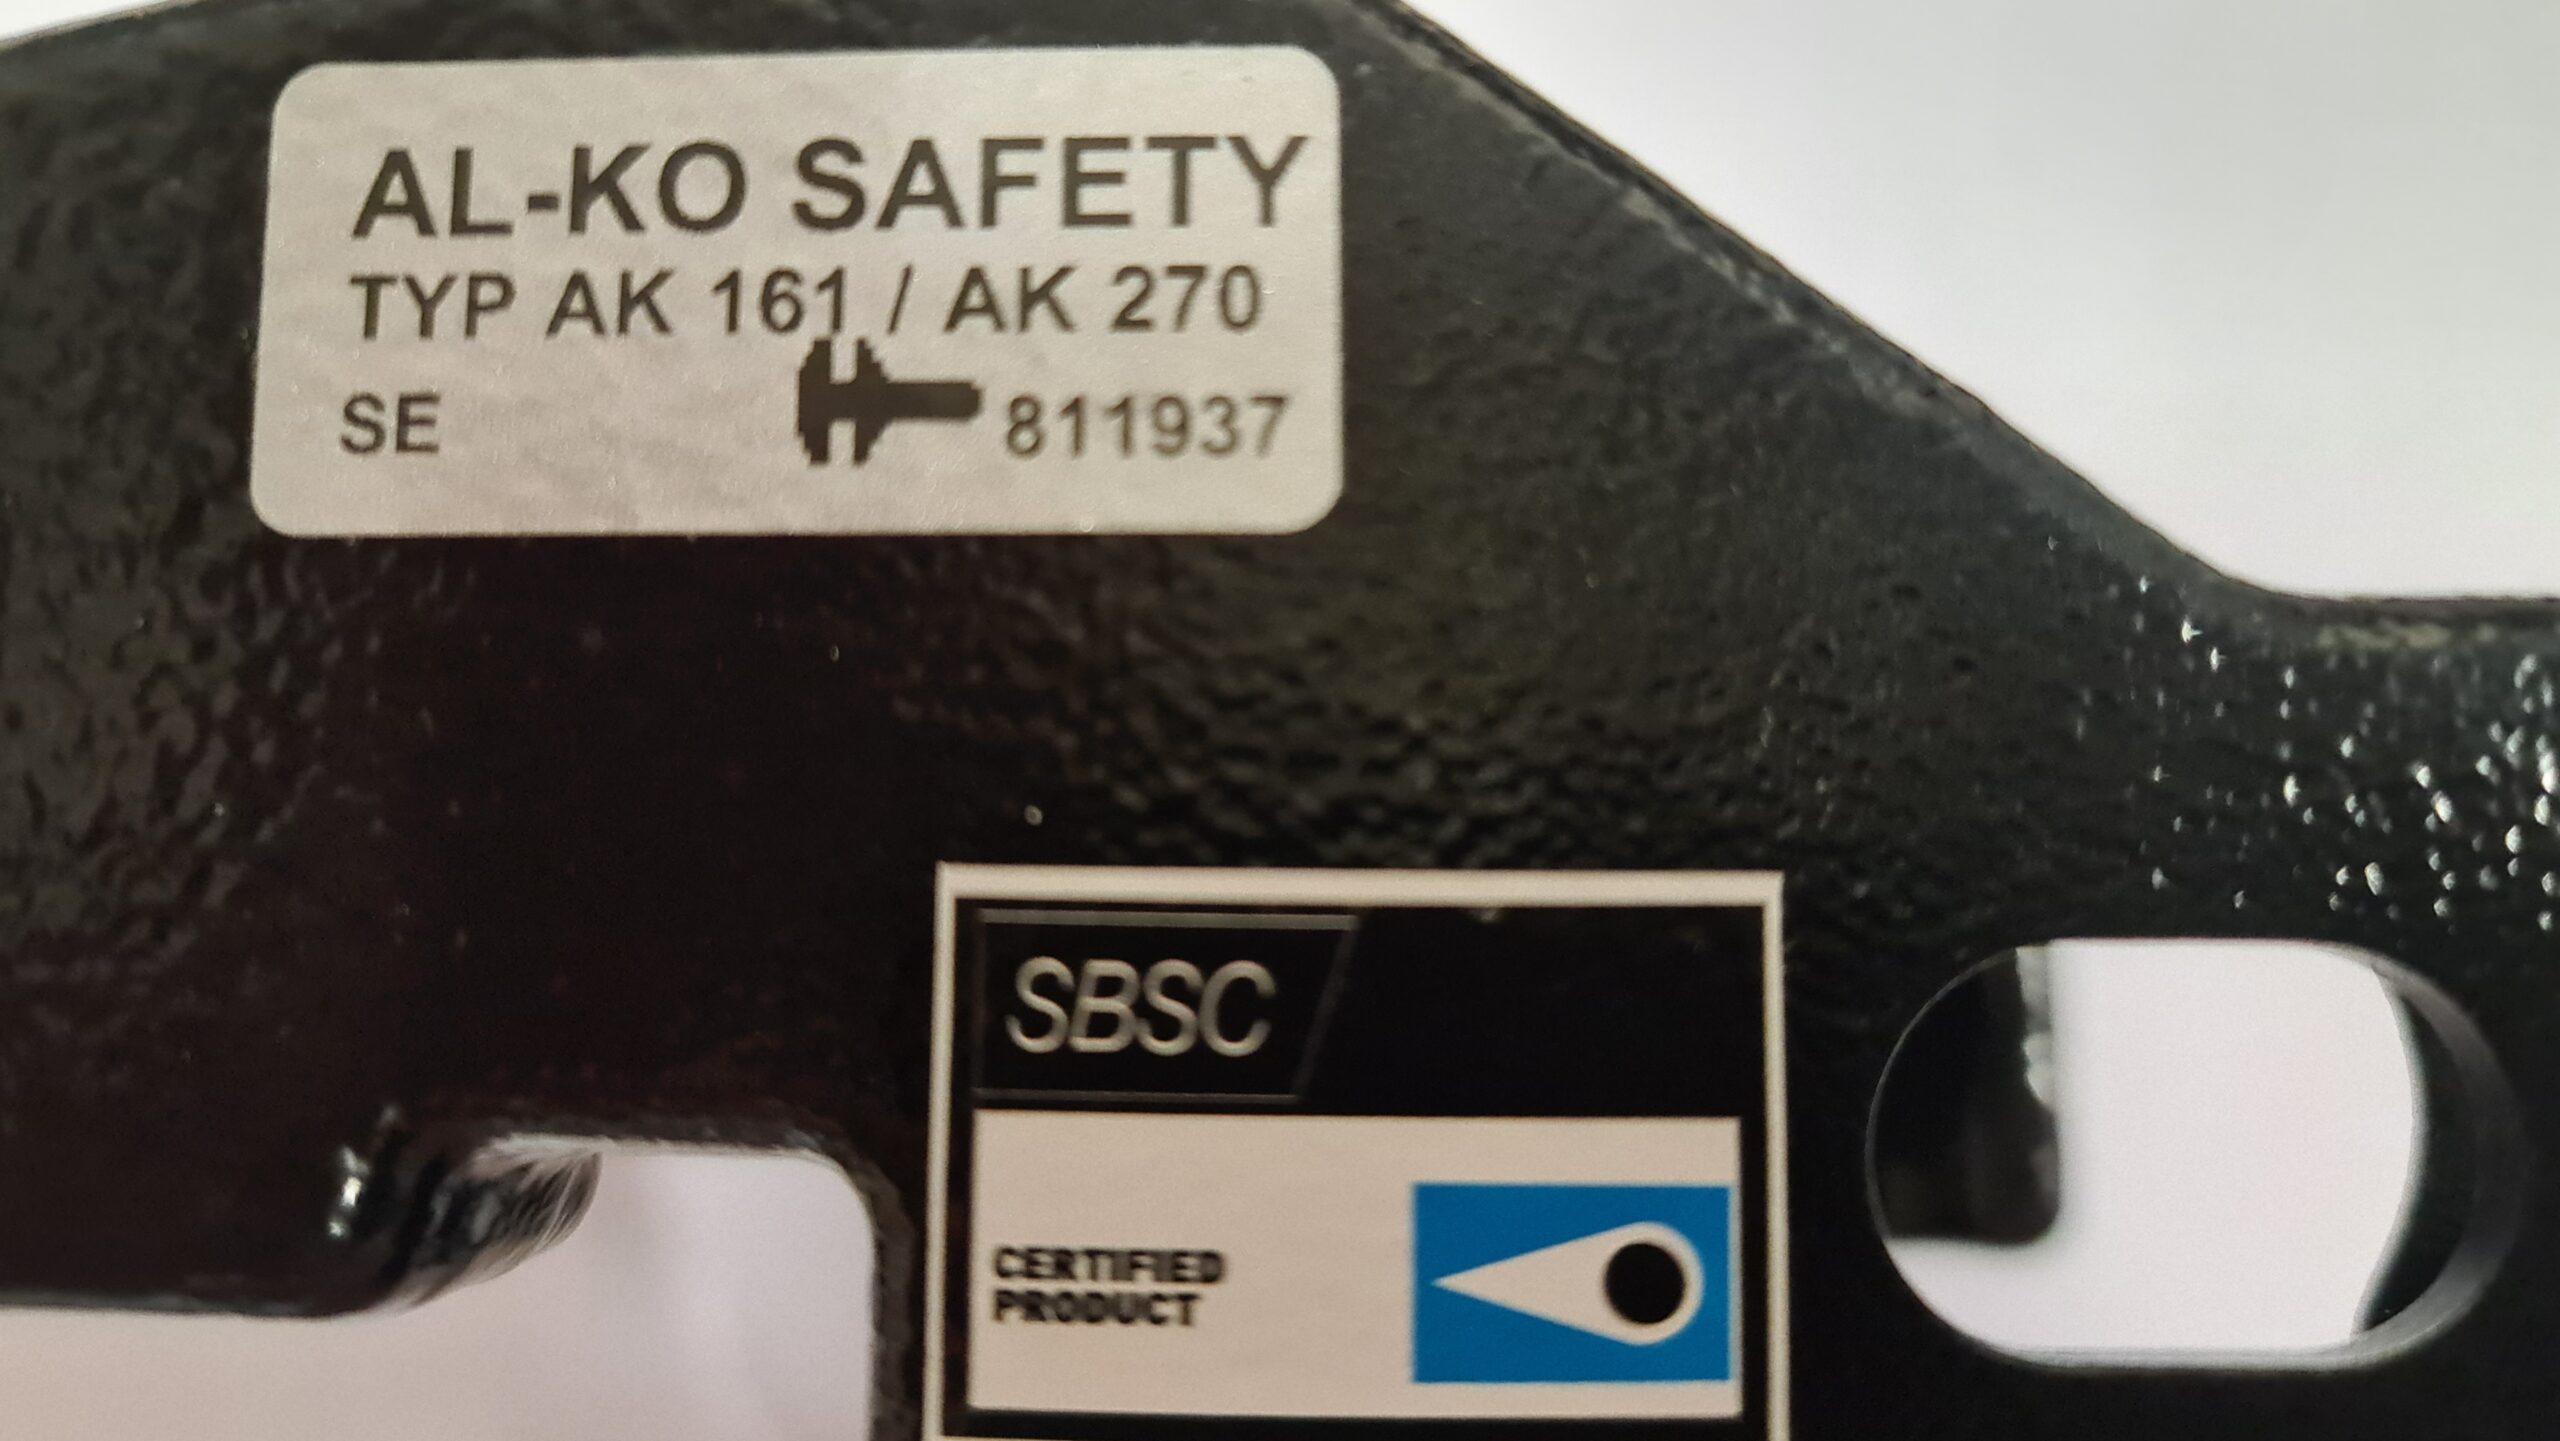 AL-KO SAFETY
TYP AK 161 / AK 270
SE 811937
SBSC
CERTIFIED
PRODUCT